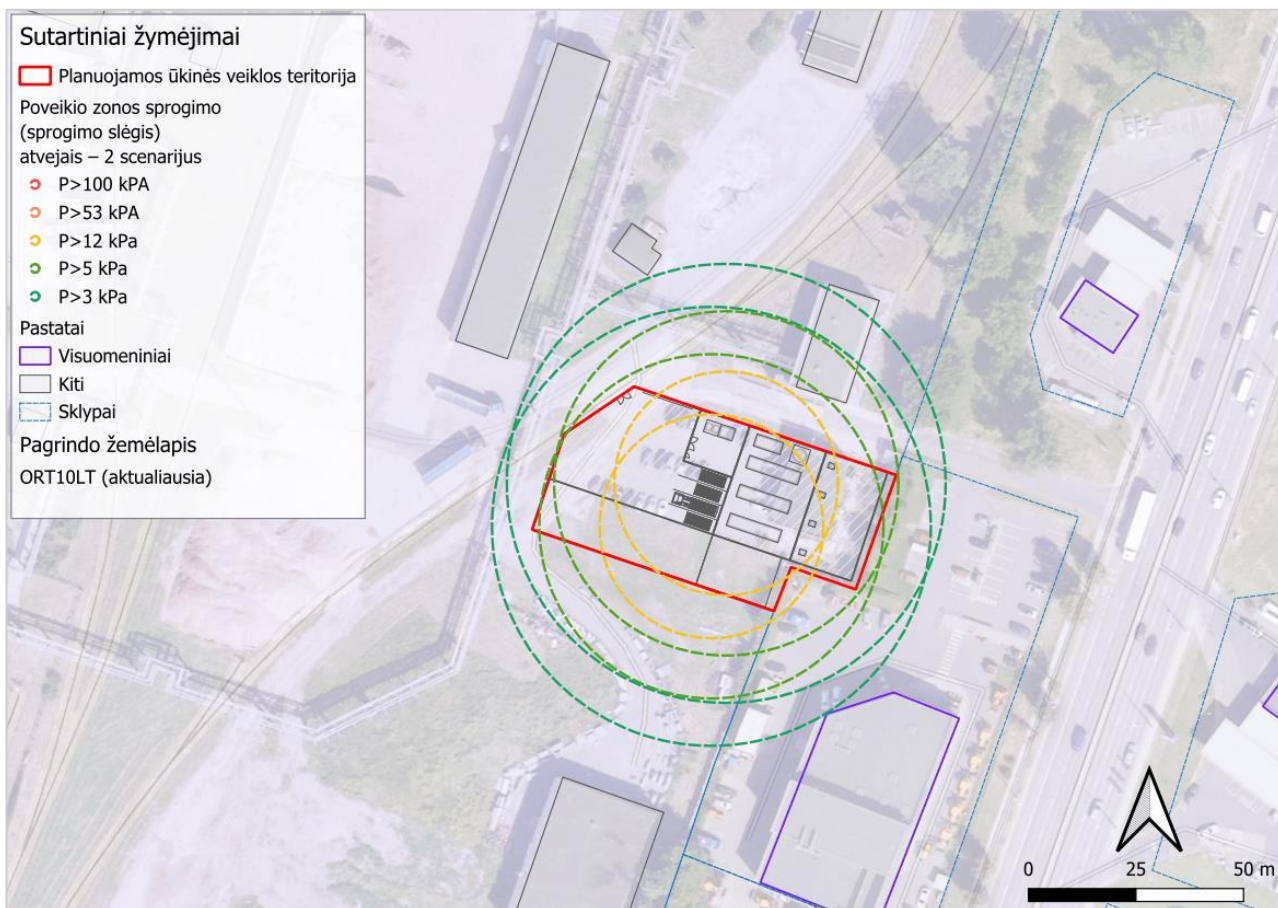 Sutartiniai žymėjimai
Planuojamos ūkinės veiklos teritorija
Poveikio zonos sprogimo
(sprogimo slėgis)
atvejais – 2 scenarijus
P>100 kPA
P>53 kPA
P>12 kPa
P>5 kPa
P>3 kPa
Pastatai
Visuomeniniai
Kiti
Sklypai
Pagrindo žemėlapis
ORT10LT (aktualiausia)
0 25 50 m